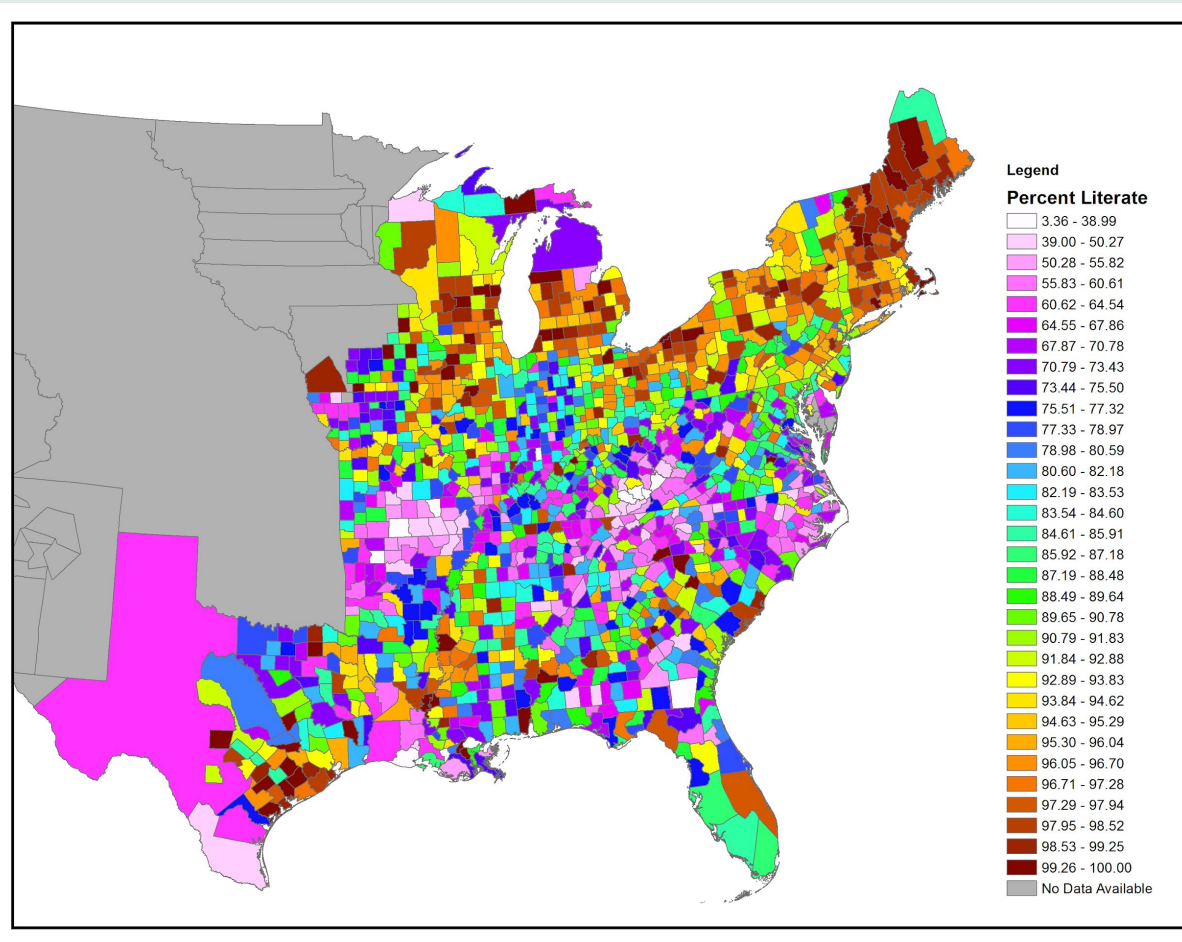 Legend
Percent Literate
3.36 - 38.99
39.00 - 50.27
50.28 - 55.82
55.83 - 60.61
60.62 - 64.54
64.55 - 67.86
67.87 - 70.78
70.79 - 73.43
73.44 - 75.50
75.51 - 77.32
77.33 - 78.97
78.98 - 80.59
80.60 - 82.18
82.19 - 83.53
83.54 - 84.60
84.61 - 85.91
85.92 - 87.18
87.19 - 88.48
88.49 - 89.64
89.65 - 90.78
90.79 - 91.83
91.84 - 92.88
92.89 - 93.83
93.84 - 94.62
94.63 - 95.29
95.30 - 96.04
96.05 - 96.70
96.71 - 97.28
97.29 - 97.94
97.95 - 98.52
98.53 - 99.25
99.26 - 100.00
No Data Available